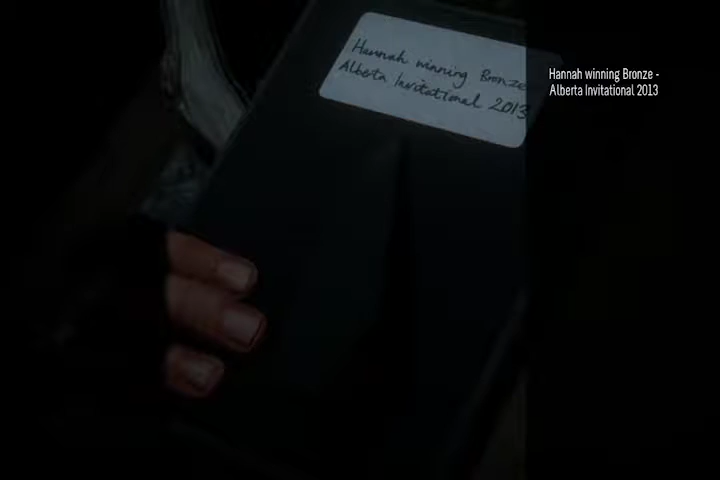 Hannah winning Bronze
Alberta Invitational 2013
Hannah winning Bronze -
Alberta Invitational 2013